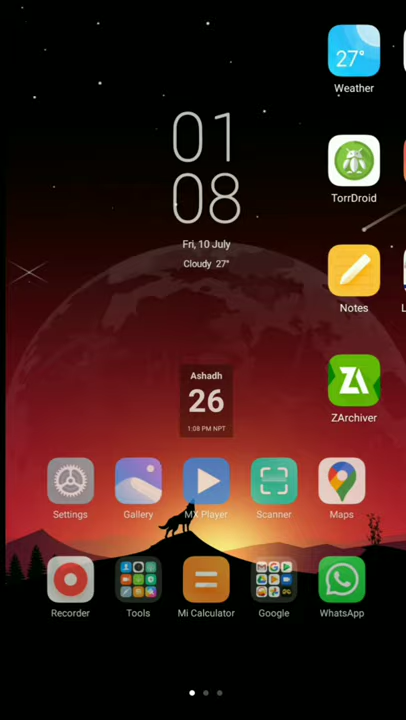 27°
Weather
01
08
TorrDroid
Fri, 10 July
Cloudy 27°
Notes
Ashadh
26
1:08 PM NPT
ZA
ZArchiver
Settings
Gallery
MX Player
Scanner
Maps
Recorder
Tools
Mi Calculator
Google
WhatsApp